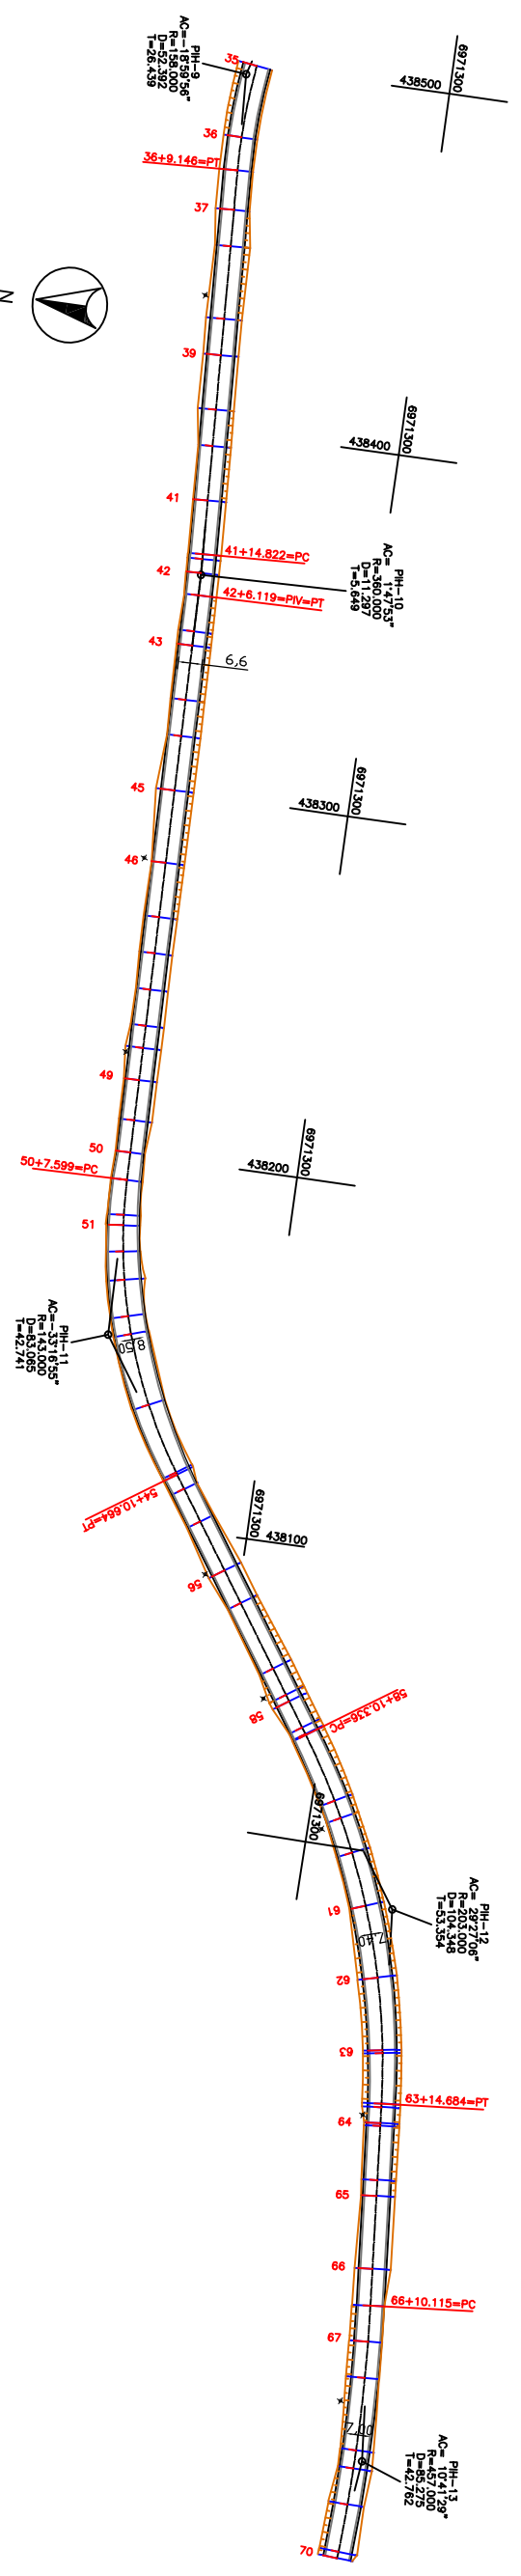 6971300
438500
35
PIH-9
AC=-18°59'56"
R=158.000
D=52.392
T=26.439
36
36+9.146=PT
37
N
39
6971300
438400
41
PIH-10
AC= 1°47'53"
R=360.000
D=11.297
T=5.649
41+14.822=PC
42
42+6.119=PIV=PT
43
6,6
6971300
438300
45
46
49
6971300
438200
50
50+7.599=PC
51
PIH-11
AC=-33°16'55"
R=143.000
D=83.065
T=42.741
8,50
54+10.664=PT
6971300
438100
56
58
58+10.336=PC
6971300
PIH-12
AC= 29°27'06"
R=203.000
D=104.348
T=53.354
61
7,40
62
63
63+14.684=PT
64
65
66
66+10.115=PC
67
PIH-13
AC= 10°41'29"
R=457.000
D=85.275
T=42.762
7,00
70